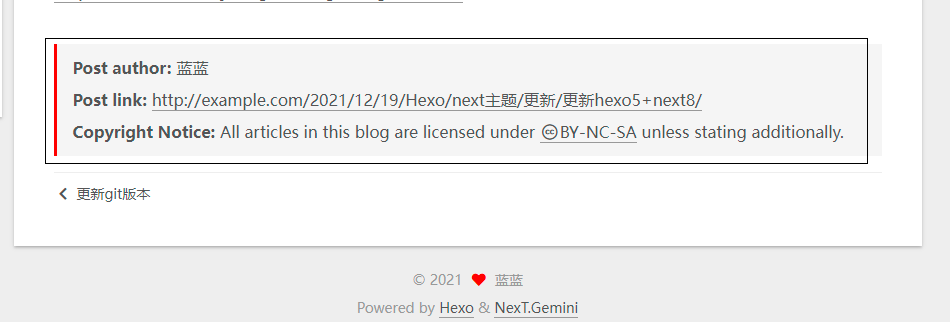 Post author: 蓝蓝
Post link: http://example.com/2021/12/19/Hexo/next主题/更新/更新hexo5+next8/
Copyright Notice: All articles in this blog are licensed under BY-NC-SA unless stating additionally.
更新git版本
© 2021 蓝蓝
Powered by Hexo & NexT.Gemini